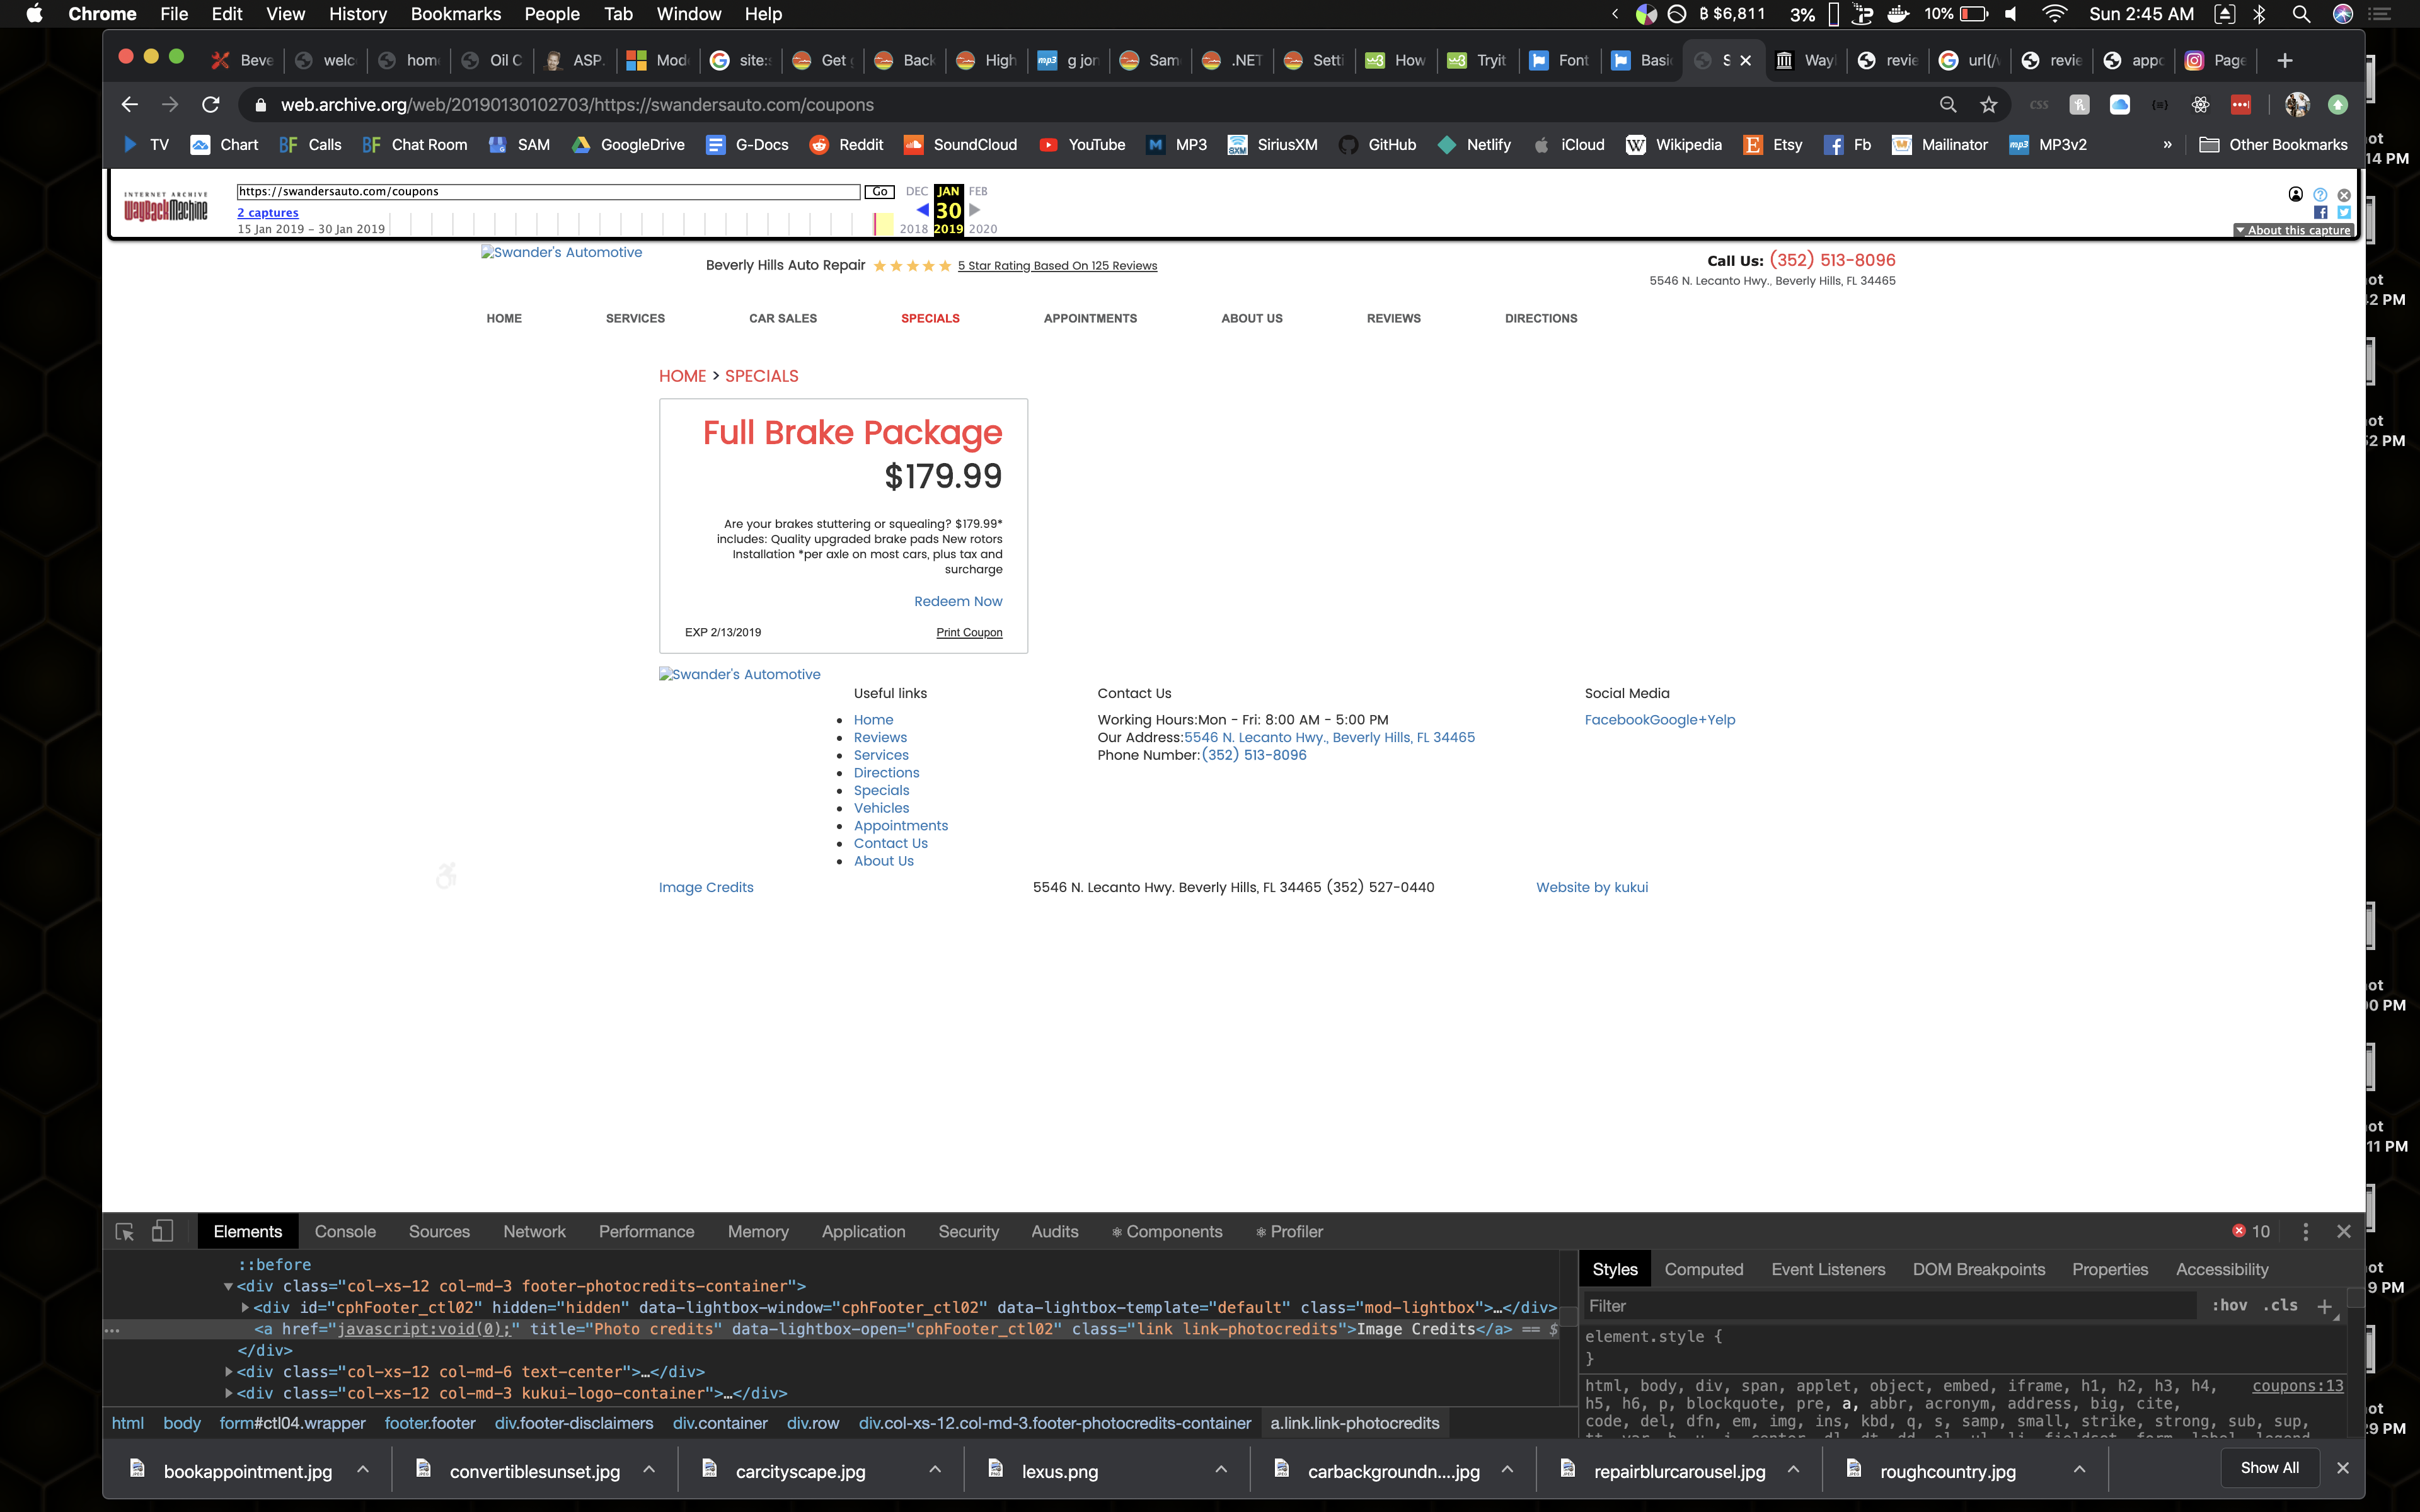 Chrome File Edit View History Bookmarks People Tab Window Help
฿ $6,811 3% 10% Sun 2:45 AM
Beve welc hom Oil C ASP. Mod site: Get Back High g jon Sam .NET Setti How Tryit Font Basi S Way revie url(/ revie appo Page
web.archive.org/web/20190130102703/https://swandersauto.com/coupons
TV Chart Calls Chat Room SAM GoogleDrive G-Docs Reddit SoundCloud YouTube MP3 SiriusXM GitHub Netlify iCloud Wikipedia Etsy Fb Mailinator MP3v2 » Other Bookmarks
INTERNET ARCHIVE
WayBackMachine
https://swandersauto.com/coupons Go DEC JAN FEB
2 captures 30
15 Jan 2019 – 30 Jan 2019 2018 2019 2020
About this capture
Swander's Automotive
Beverly Hills Auto Repair 5 Star Rating Based On 125 Reviews
Call Us: (352) 513-8096
5546 N. Lecanto Hwy., Beverly Hills, FL 34465
HOME SERVICES CAR SALES SPECIALS APPOINTMENTS ABOUT US REVIEWS DIRECTIONS
HOME > SPECIALS
Full Brake Package
$179.99
Are your brakes stuttering or squealing? $179.99*
includes: Quality upgraded brake pads New rotors
Installation *per axle on most cars, plus tax and
surcharge
Redeem Now
EXP 2/13/2019 Print Coupon
Swander's Automotive
Useful links
Home
Reviews
Services
Directions
Specials
Vehicles
Appointments
Contact Us
About Us
Contact Us
Working Hours:Mon - Fri: 8:00 AM - 5:00 PM
Our Address:5546 N. Lecanto Hwy., Beverly Hills, FL 34465
Phone Number:(352) 513-8096
Social Media
FacebookGoogle+Yelp
Image Credits 5546 N. Lecanto Hwy. Beverly Hills, FL 34465 (352) 527-0440 Website by kukui
Elements Console Sources Network Performance Memory Application Security Audits Components Profiler 10
::before
<div class="col-xs-12 col-md-3 footer-photocredits-container">
<div id="cphFooter_ctl02" hidden="hidden" data-lightbox-window="cphFooter_ctl02" data-lightbox-template="default" class="mod-lightbox">…</div>
<a href="javascript:void(0);" title="Photo credits" data-lightbox-open="cphFooter_ctl02" class="link link-photocredits">Image Credits</a> == $
</div>
<div class="col-xs-12 col-md-6 text-center">…</div>
<div class="col-xs-12 col-md-3 kukui-logo-container">…</div>
html body form#ctl04.wrapper footer.footer div.footer-disclaimers div.container div.row div.col-xs-12.col-md-3.footer-photocredits-container a.link.link-photocredits
Styles Computed Event Listeners DOM Breakpoints Properties Accessibility
Filter :hov .cls
element.style {
}
html, body, div, span, applet, object, embed, iframe, h1, h2, h3, h4, coupons:13
h5, h6, p, blockquote, pre, a, abbr, acronym, address, big, cite,
code, del, dfn, em, img, ins, kbd, q, s, samp, small, strike, strong, sub, sup,
bookappointment.jpg convertiblesunset.jpg carcityscape.jpg lexus.png carbackgroundn....jpg repairblurcarousel.jpg roughcountry.jpg Show All